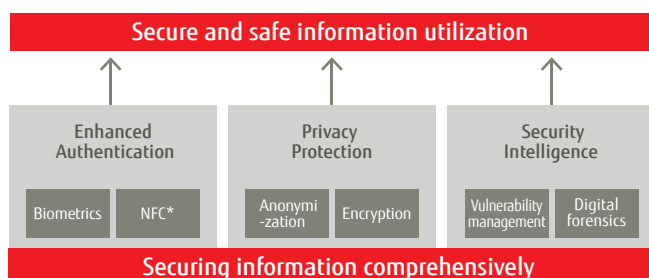 Secure and safe information utilization
Enhanced
Authentication
Biometrics
NFC*
Privacy
Protection
Anonymi
-zation
Encryption
Security
Intelligence
Vulnerability
management
Digital
forensics
Securing information comprehensively